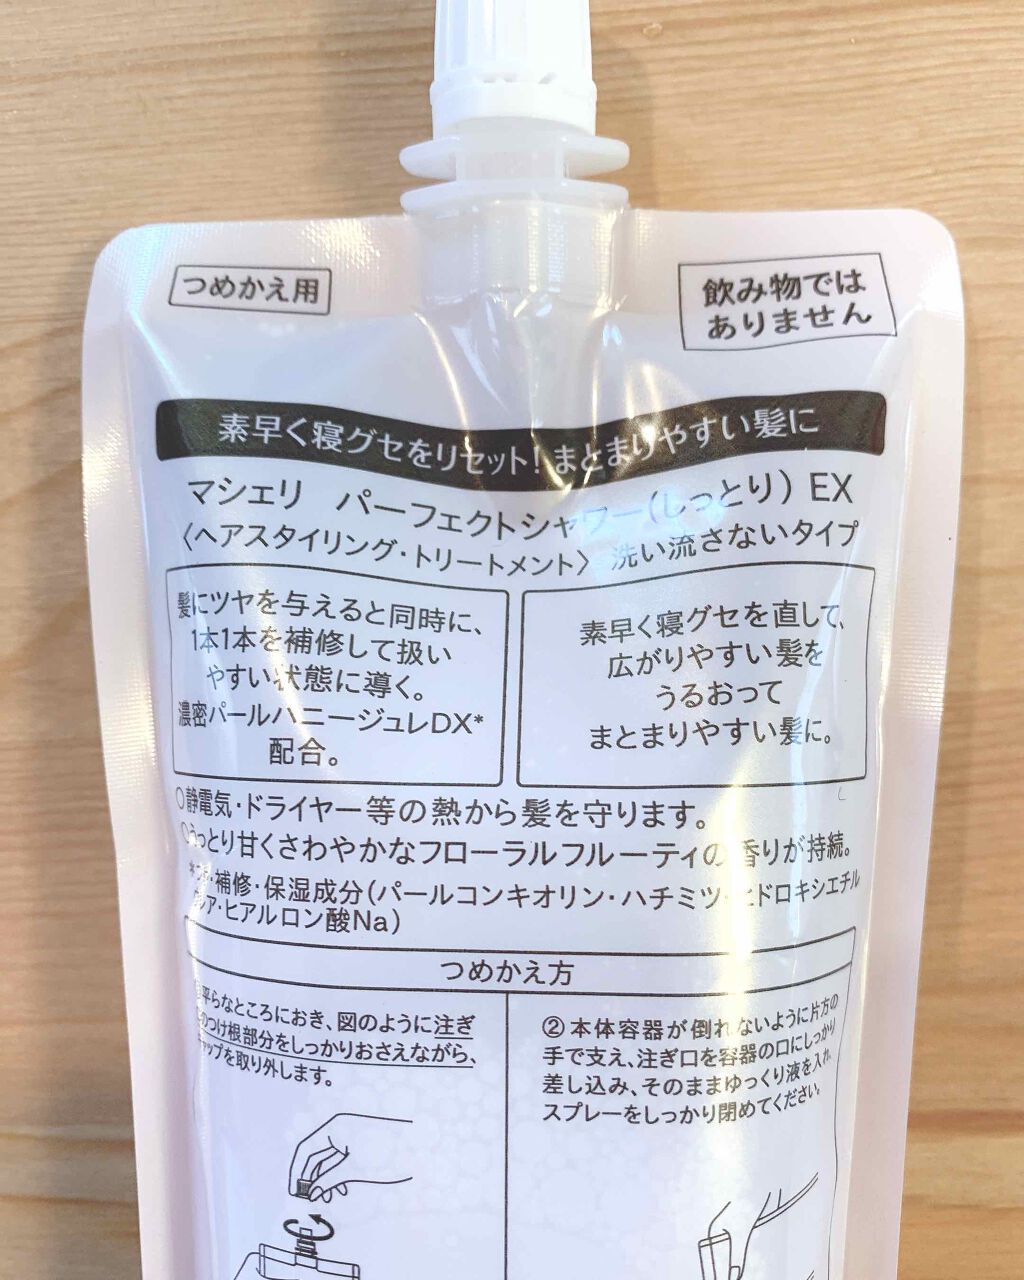 つめかえ用
飲み物では
ありません
素早く寝グセをリセット!まとまりやすい髪に
マシェリ パーフェクトシャワー(しっとり) EX
〈ヘアスタイリング・トリートメント〉 洗い流さないタイプ
髪にツヤを与えると同時に、
1本1本を補修して扱い
やすい状態に導く。
濃密パールハニージュレDX*
配合。
素早く寝グセを直して、
広がりやすい髪を
うるおって
まとまりやすい髪に。
○静電気・ドライヤー等の熱から髪を守ります。
○うっとり甘くさわやかなフローラルフルーティの香りが持続。
*・補修・保湿成分(パールコンキオリン・ハチミツ・ヒドロキシエチル
ウレア・ヒアルロン酸Na)
つめかえ方
平らなところにおき、図のように注ぎ
のつけ根部分をしっかりおさえながら、
キャップを取り外します。
②本体容器が倒れないように片方の
手で支え、注ぎ口を容器の口にしっかり
差し込み、そのままゆっくり液を入れ、
スプレーをしっかり閉めてください。